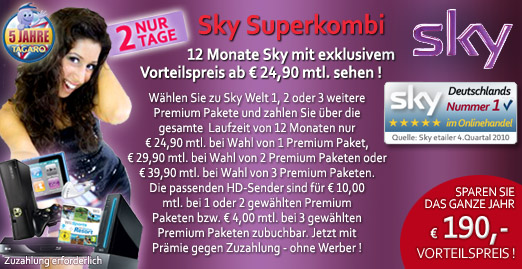 5 JAHRE
TAGARO
2 NUR
TAGE
Sky Superkombi
sky
12 Monate Sky mit exklusivem
Vorteilspreis ab € 24,90 mtl. sehen !
Wählen Sie zu Sky Welt 1, 2 oder 3 weitere
Premium Pakete und zahlen Sie über die
gesamte Laufzeit von 12 Monaten nur
€ 24,90 mtl. bei Wahl von 1 Premium Paket,
€ 29,90 mtl. bei Wahl von 2 Premium Paketen oder
€ 39,90 mtl. bei Wahl von 3 Premium Paketen.
Die passenden HD-Sender sind für € 10,00
mtl. bei 1 oder 2 gewählten Premium
Paketen bzw. € 4,00 mtl. bei 3 gewählten
Premium Paketen zubuchbar. Jetzt mit
Prämie gegen Zuzahlung - ohne Werber !
sky
Deutschlands
Nummer 1
im Onlinehandel
Quelle: Sky etailer 4.Quartal 2010
SPAREN SIE
DAS GANZE JAHR
€ 190,-
VORTEILSPREIS !
Resort
Zuzahlung erforderlich